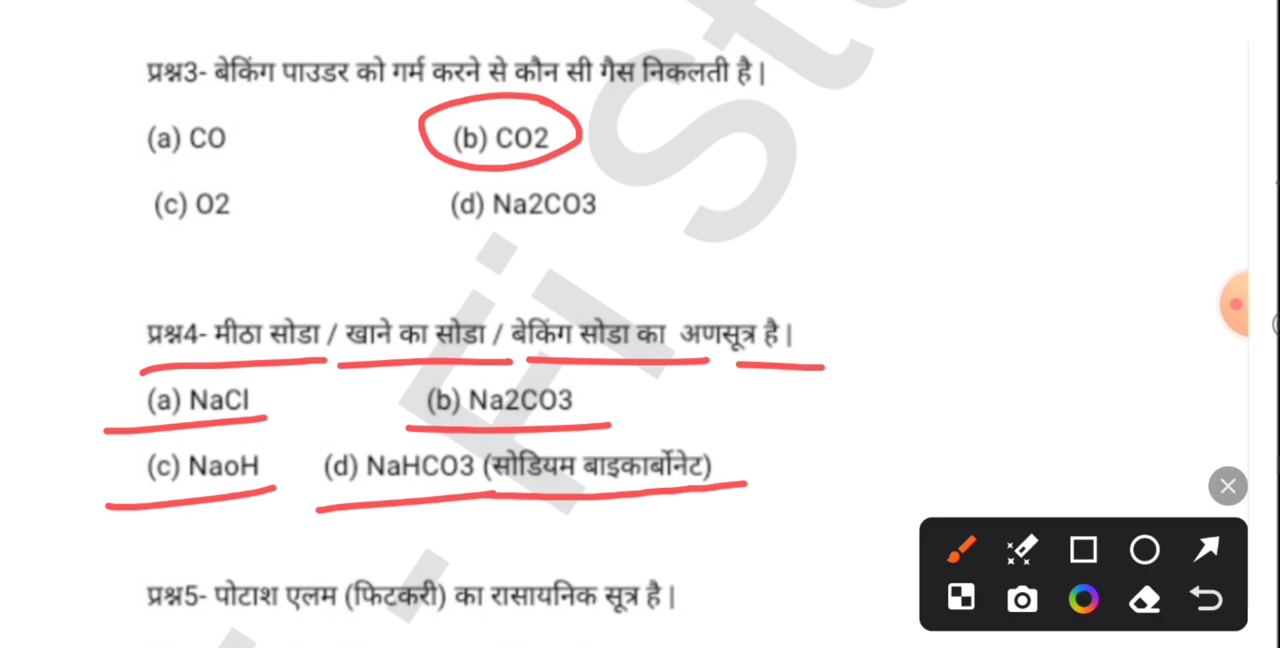 प्रश्न3- बेकिंग पाउडर को गर्म करने से कौन सी गैस निकलती है |
(a) CO (b) CO2
(c) O2 (d) Na2CO3
प्रश्न4- मीठा सोडा / खाने का सोडा / बेकिंग सोडा का अणसूत्र है |
(a) NaCl (b) Na2CO3
(c) NaoH (d) NaHCO3 (सोडियम बाइकार्बोनेट)
प्रश्न5- पोटाश एलम (फिटकरी) का रासायनिक सूत्र है |